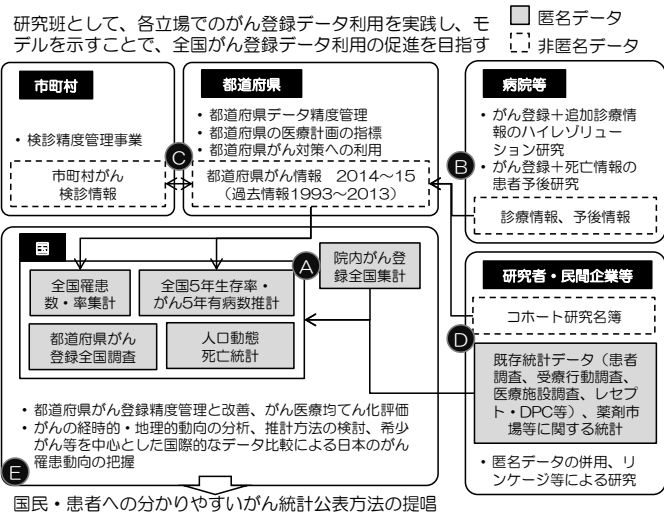 研究班として、各立場でのがん登録データ利用を実践し、モ
デルを示すことで、全国がん登録データ利用の促進を目指す
匿名データ
非匿名データ
市町村
・検診精度管理事業
市町村がん
検診情報
C
都道府県
・都道府県データ精度管理
・都道府県の医療計画の指標
・都道府県がん対策への利用
都道府県がん情報 2014~15
(過去情報1993~2013)
病院等
・がん登録+追加診療情
報のハイレゾリュー
ション研究
・がん登録+死亡情報の
患者予後研究
B
診療情報、予後情報
国
A
全国罹患
数・率集計
全国5年生存率・
がん5年有病数推計
都道府県がん
登録全国調査
人口動態
死亡統計
院内がん登
録全国集計
・都道府県がん登録精度管理と改善、がん医療均てん化評価
・がんの経時的・地理的動向の分析、推計方法の検討、希少
がん等を中心とした国際的なデータ比較による日本のがん
罹患動向の把握
E
研究者・民間企業等
コホート研究名簿
D
既存統計データ(患者
調査、受療行動調査、
医療施設調査、レセプ
ト・DPC等)、薬剤市
場等に関する統計
・匿名データの併用、リ
ンケージ等による研究
国民・患者への分かりやすいがん統計公表方法の提唱